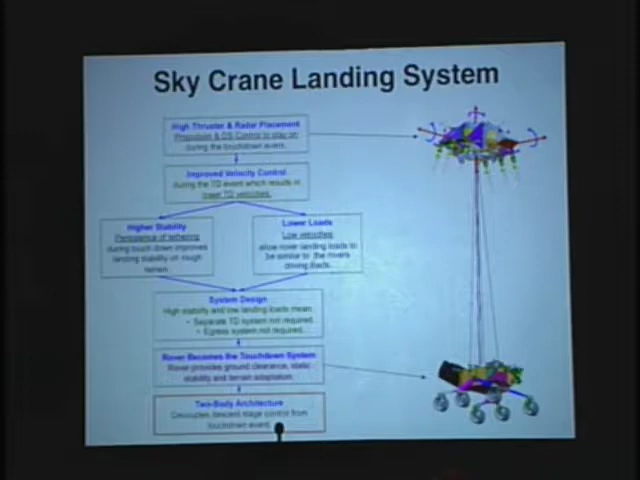 Sky Crane Landing System
High Thruster & Radar Placement
Propulsion & GS Control to stay on
during the touchdown event.
Improved Velocity Control
during the TD event which results in
lower TD velocities.
Higher Stability
Persistence of tethering
during touch down improves
landing stability on rough
terrain.
Lower Loads
Low velocities
allow rover landing loads to
be similar to the rovers
driving loads.
System Design
High stability and low landing loads mean:
• Separate TD system not required.
• Egress system not required.
Rover Becomes the Touchdown System
Rover provides ground clearance, static
stability and terrain adaptation.
Two-Body Architecture
Decouples descent stage control from
touchdown event.